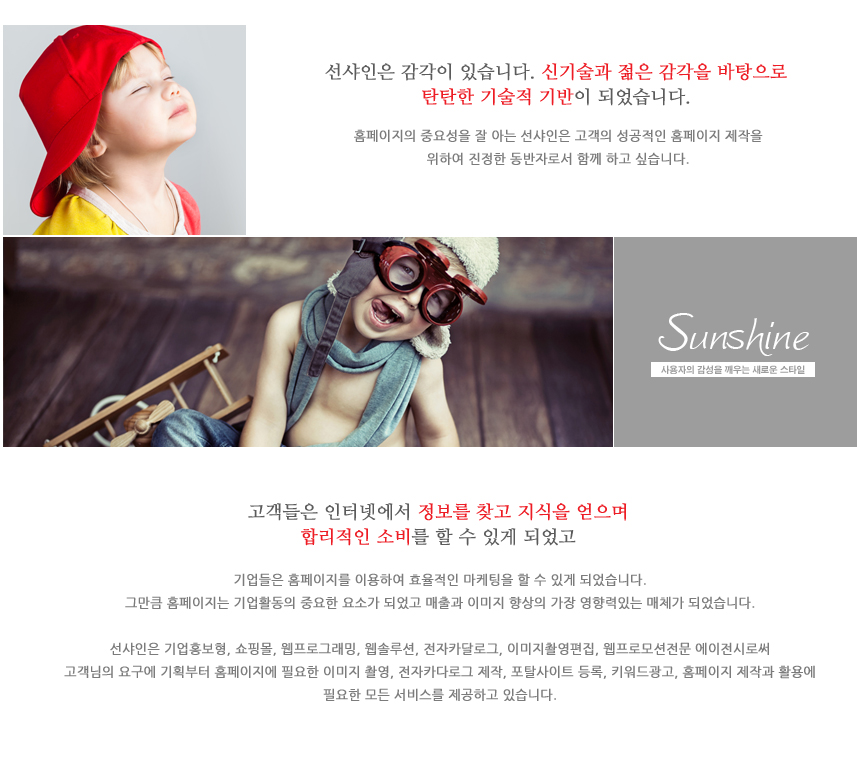 선샤인은 감각이 있습니다. 신기술과 젊은 감각을 바탕으로
탄탄한 기술적 기반이 되었습니다.
홈페이지의 중요성을 잘 아는 선샤인은 고객의 성공적인 홈페이지 제작을
위하여 진정한 동반자로서 함께 하고 싶습니다.
Sunshine
사용자의 감성을 깨우는 새로운 스타일
고객들은 인터넷에서 정보를 찾고 지식을 얻으며
합리적인 소비를 할 수 있게 되었고
기업들은 홈페이지를 이용하여 효율적인 마케팅을 할 수 있게 되었습니다.
그만큼 홈페이지는 기업활동의 중요한 요소가 되었고 매출과 이미지 향상의 가장 영향력있는 매체가 되었습니다.
선샤인은 기업홍보형, 쇼핑몰, 웹프로그래밍, 웹솔루션, 전자카달로그, 이미지촬영편집, 웹프로모션전문 에이전시로써
고객님의 요구에 기획부터 홈페이지에 필요한 이미지 촬영, 전자카다로그 제작, 포탈사이트 등록, 키워드광고, 홈페이지 제작과 활용에
필요한 모든 서비스를 제공하고 있습니다.